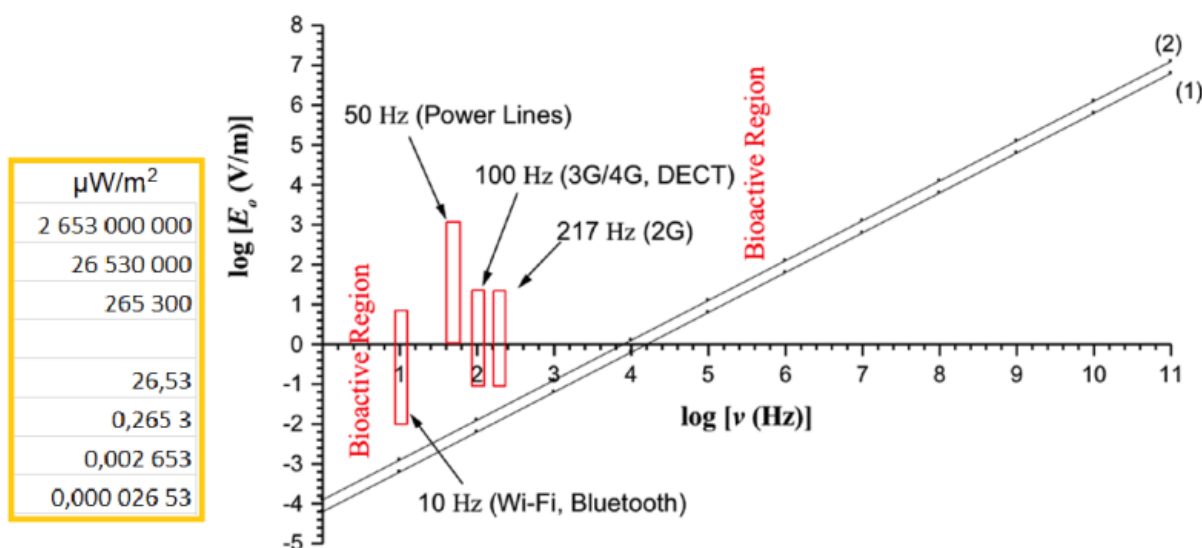 µW/m²
2 653 000 000
26 530 000
265 300
26,53
0,265 3
0,002 653
0,000 026 53
log [E₀ (V/m)]
8
7
6
5
4
3
2
1
0
-1
-2
-3
-4
-5
50 Hz (Power Lines)
100 Hz (3G/4G, DECT)
217 Hz (2G)
Bioactive Region
Bioactive Region
(2)
(1)
1
2
3
4
5
6
7
8
9
10
11
log [ν (Hz)]
10 Hz (Wi-Fi, Bluetooth)